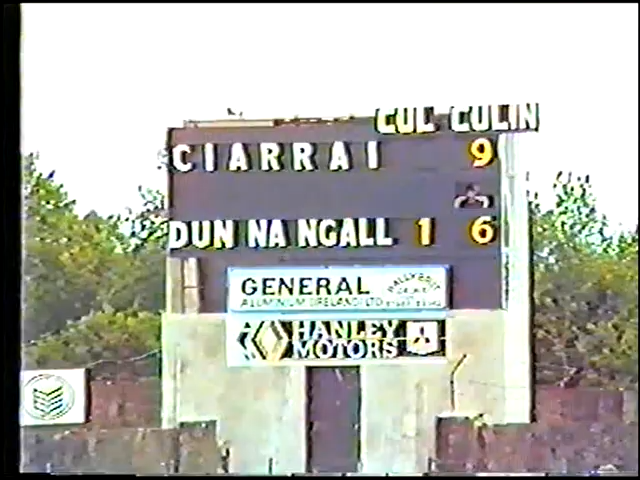 CUL CULIN
CIARRAI 9
DUN NA NGALL 1 6
GENERAL
ALUMINIUM (IRELAND) LTD
HANLEY
MOTORS